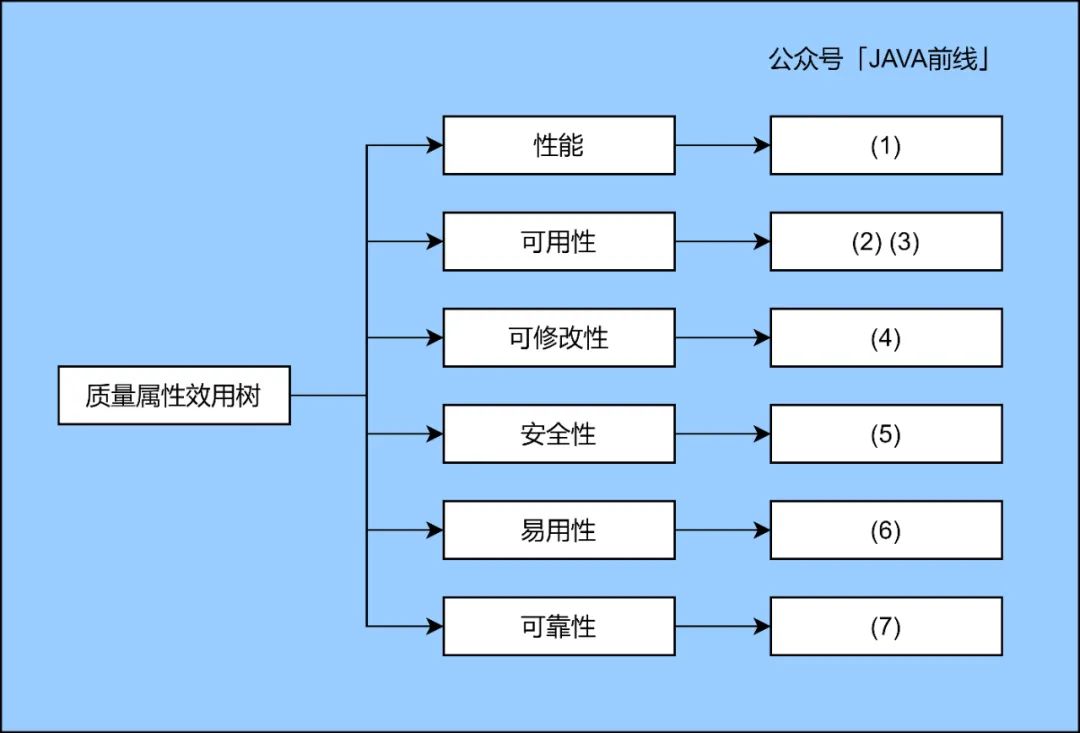 公众号「JAVA前线」
性能
(1)
可用性
(2) (3)
可修改性
(4)
质量属性效用树
安全性
(5)
易用性
(6)
可靠性
(7)